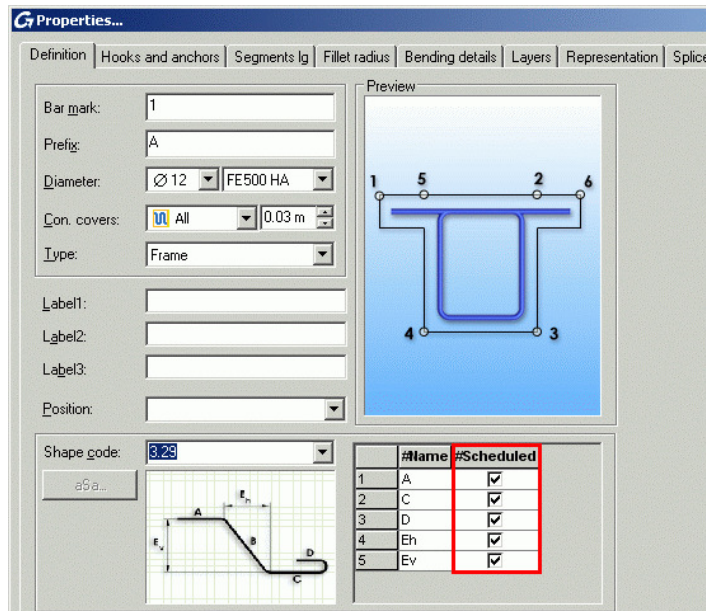 Properties...
Definition Hooks and anchors Segments lg Fillet radius Bending details Layers Representation Splice
Bar mark: 1
Prefix: A
Diameter: Ø 12 FE500 HA
Con. covers: All 0.03 m
Type: Frame
Label1:
Label2:
Label3:
Position:
Preview
1 5 2 6
4 3
Shape code: 3.29
a$a...
A Eh B Ev D C
#Name #Scheduled
1 A
2 C
3 D
4 Eh
5 Ev